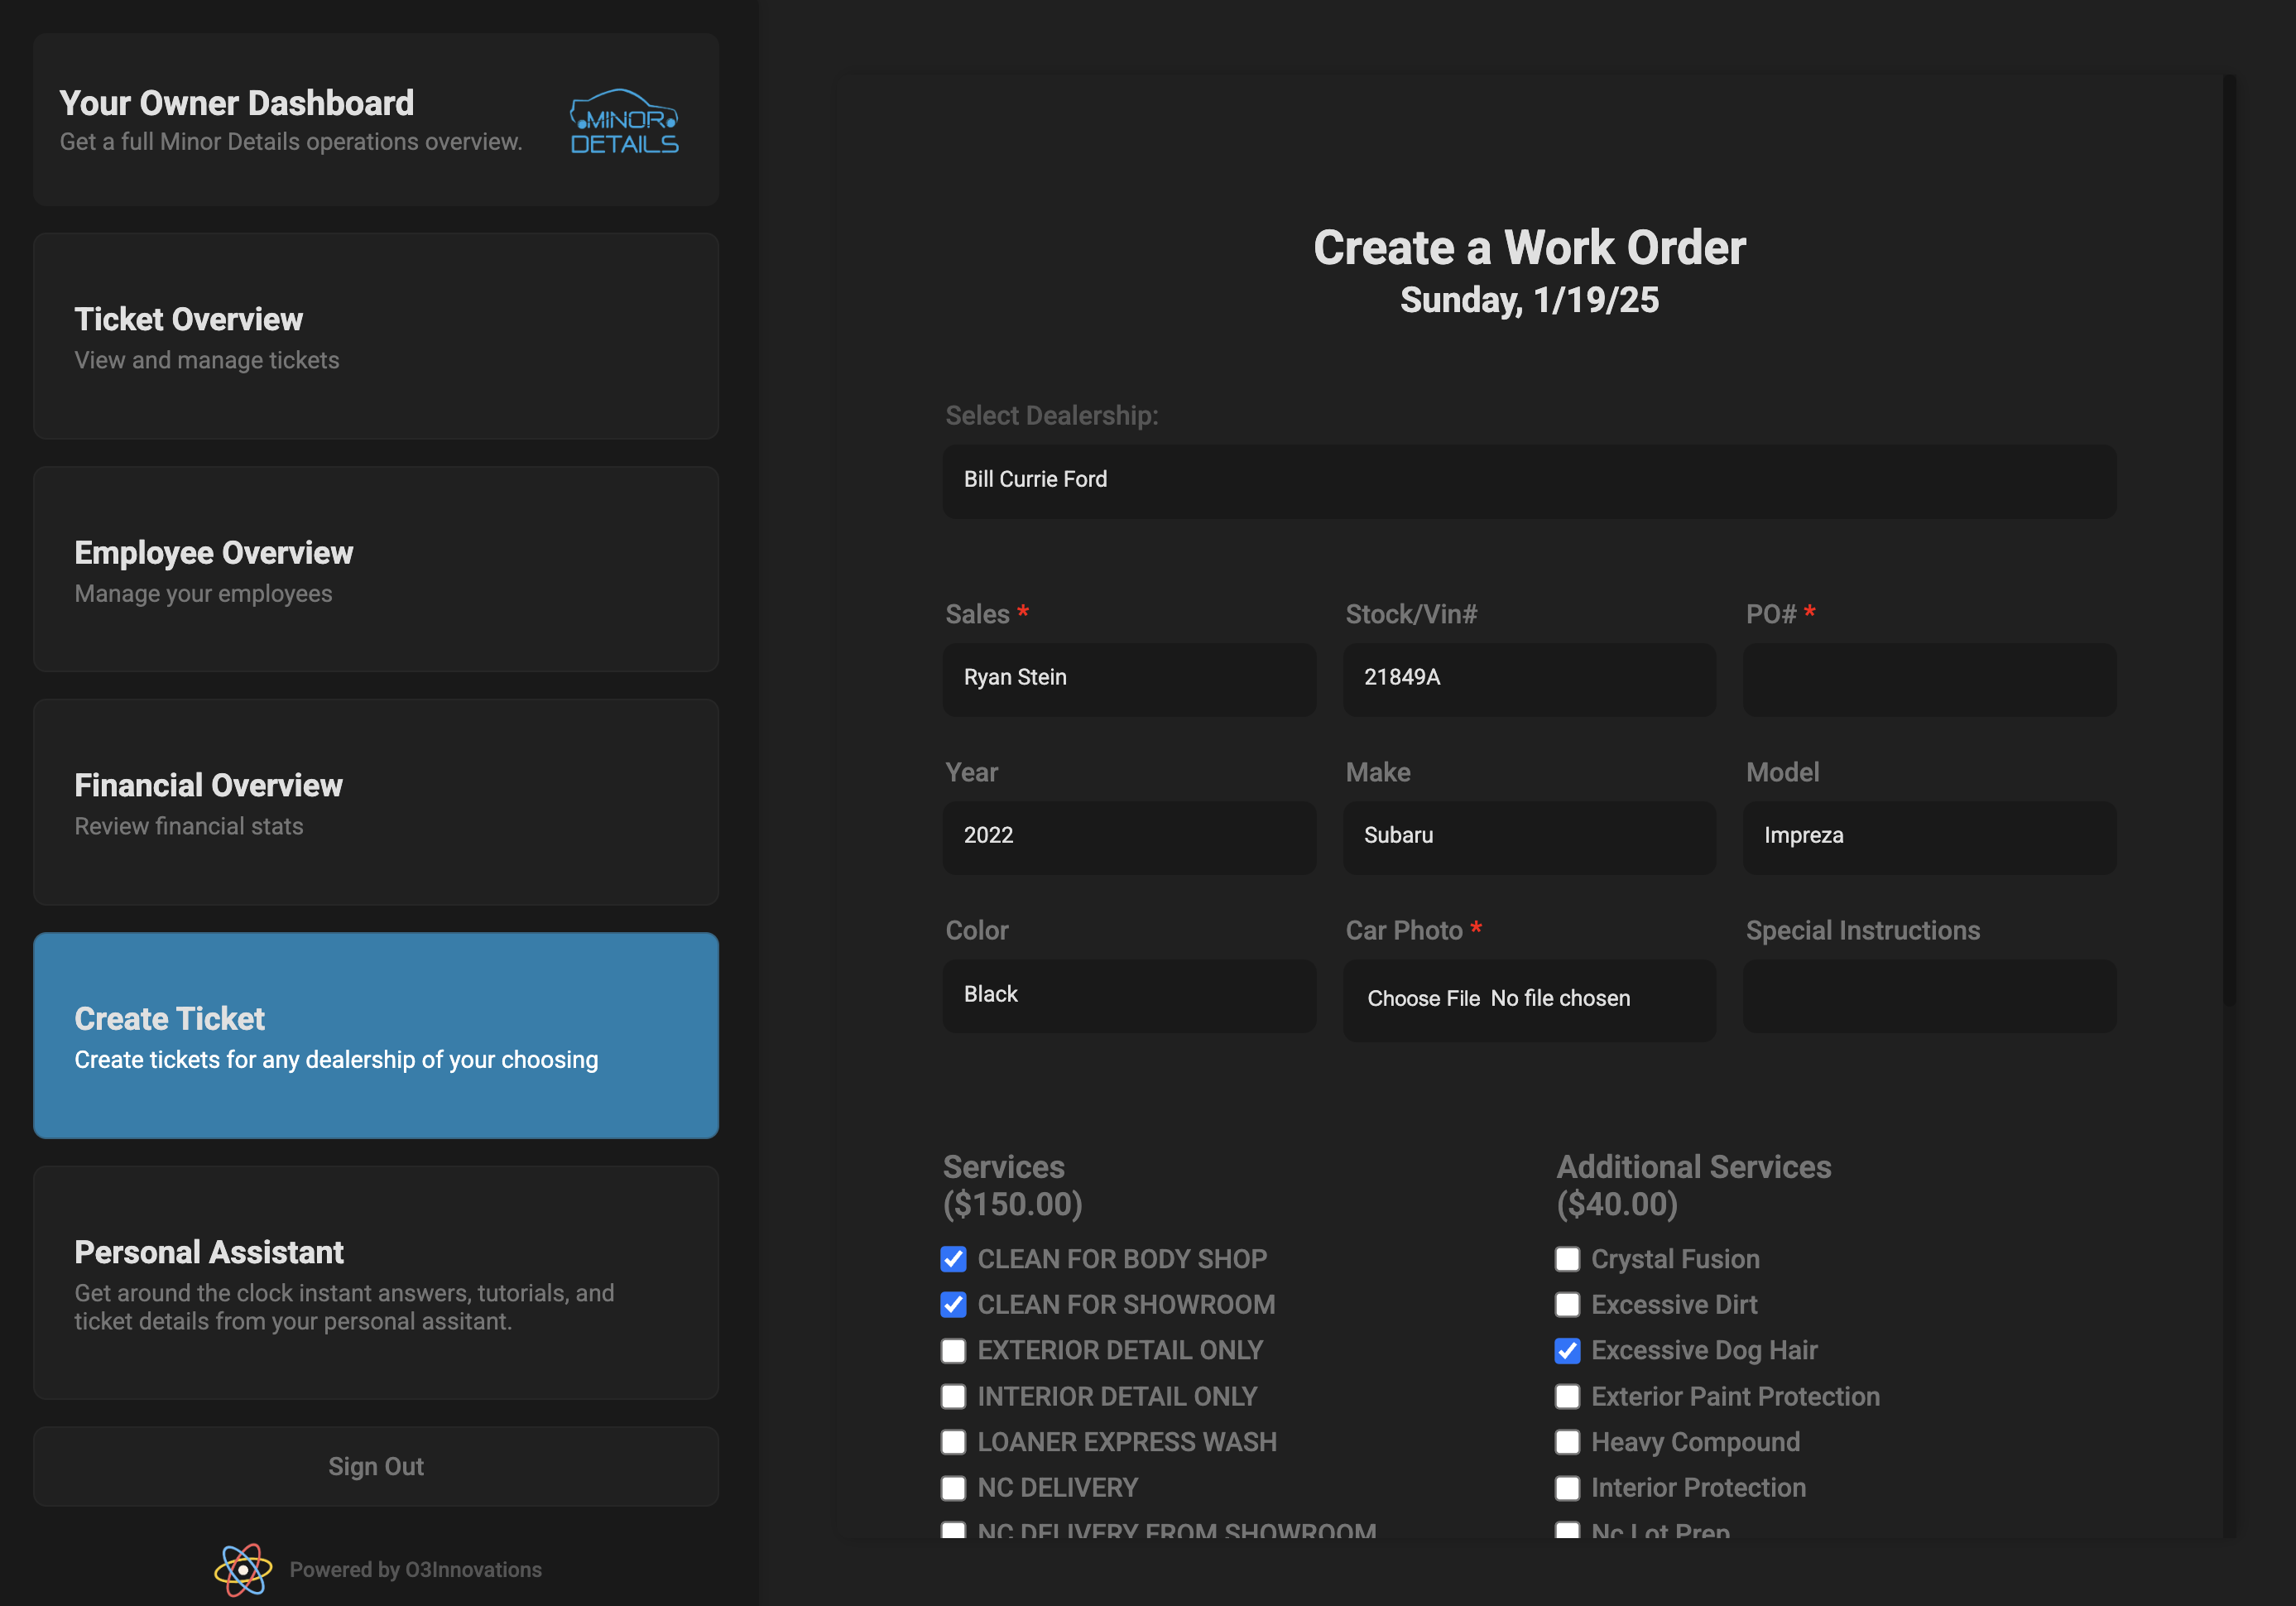 Your Owner Dashboard
Get a full Minor Details operations overview.
MINOR
DETAILS
Ticket Overview
View and manage tickets
Employee Overview
Manage your employees
Financial Overview
Review financial stats
Create Ticket
Create tickets for any dealership of your choosing
Personal Assistant
Get around the clock instant answers, tutorials, and
ticket details from your personal assitant.
Sign Out
Powered by O3Innovations
Create a Work Order
Sunday, 1/19/25
Select Dealership:
Bill Currie Ford
Sales *
Stock/Vin#
PO# *
Ryan Stein
21849A
Year
Make
Model
2022
Subaru
Impreza
Color
Car Photo *
Special Instructions
Black
Choose File No file chosen
Services
($150.00)
CLEAN FOR BODY SHOP
CLEAN FOR SHOWROOM
EXTERIOR DETAIL ONLY
INTERIOR DETAIL ONLY
LOANER EXPRESS WASH
NC DELIVERY
NC DELIVERY FROM SHOWROOM
Additional Services
($40.00)
Crystal Fusion
Excessive Dirt
Excessive Dog Hair
Exterior Paint Protection
Heavy Compound
Interior Protection
Nc Lot Prep